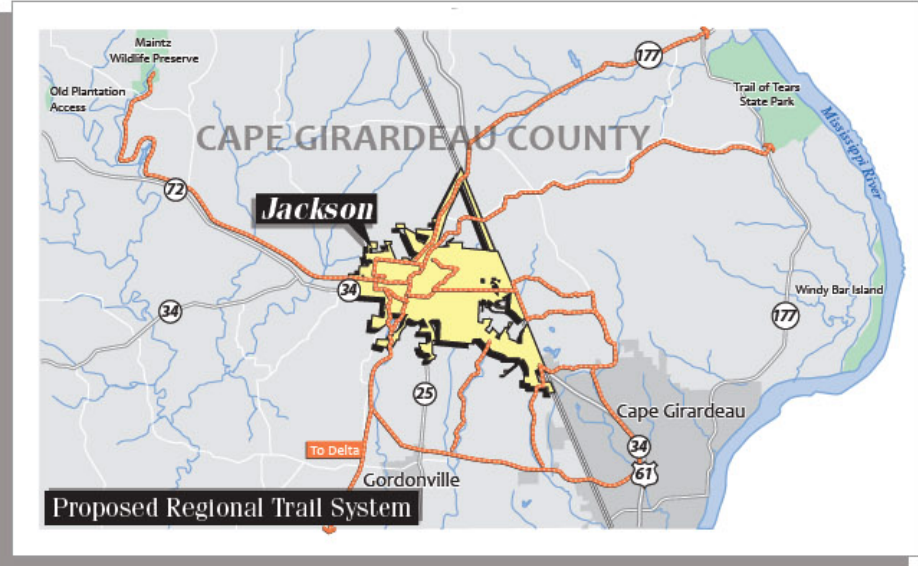 Maintz
Wildlife Preserve
Old Plantation
Access
177
Trail of Tears
State Park
Mississippi River
CAPE GIRARDEAU COUNTY
72
Jackson
34
34
Windy Bar Island
177
25
Cape Girardeau
34
61
To Delta
Gordonville
Proposed Regional Trail System